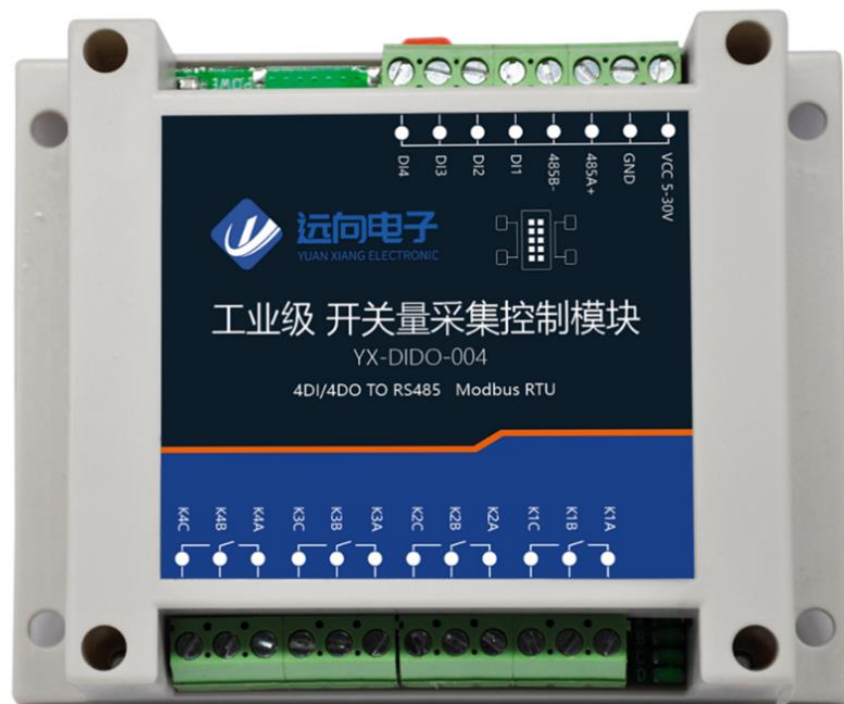 POWE
DI4 DI3 DI2 DI1 485B- 485A+ GND VCC 5-30V
远向电子
YUAN XIANG ELECTRONIC
工业级 开关量采集控制模块
YX-DIDO-004
4DI/4DO TO RS485 Modbus RTU
K4C K4B K4A K3C K3B K3A K2C K2B K2A K1C K1B K1A